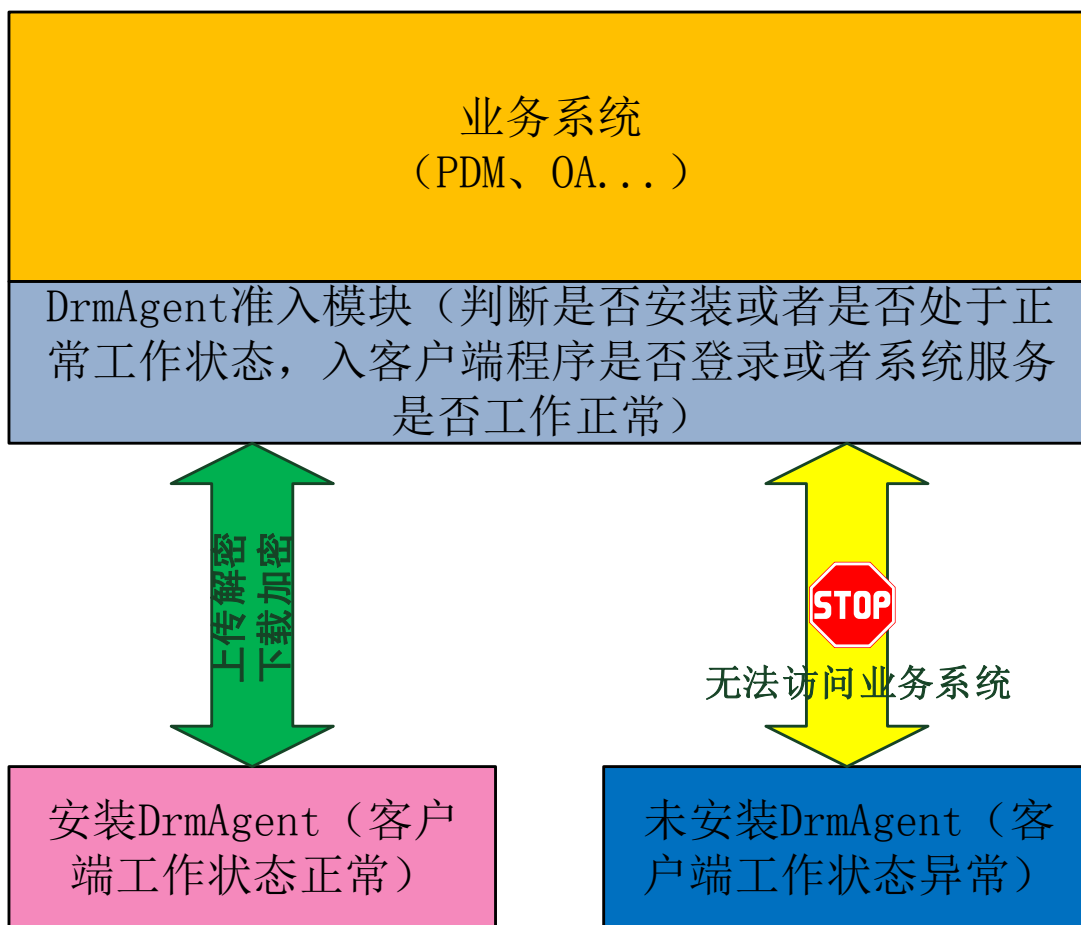 业务系统
（PDM、OA...）
DrmAgent准入模块（判断是否安装或者是否处于正
常工作状态，入客户端程序是否登录或者系统服务
是否工作正常）
上传解密
下载加密
STOP
无法访问业务系统
安装DrmAgent（客户
端工作状态正常）
未安装DrmAgent（客
户端工作状态异常）